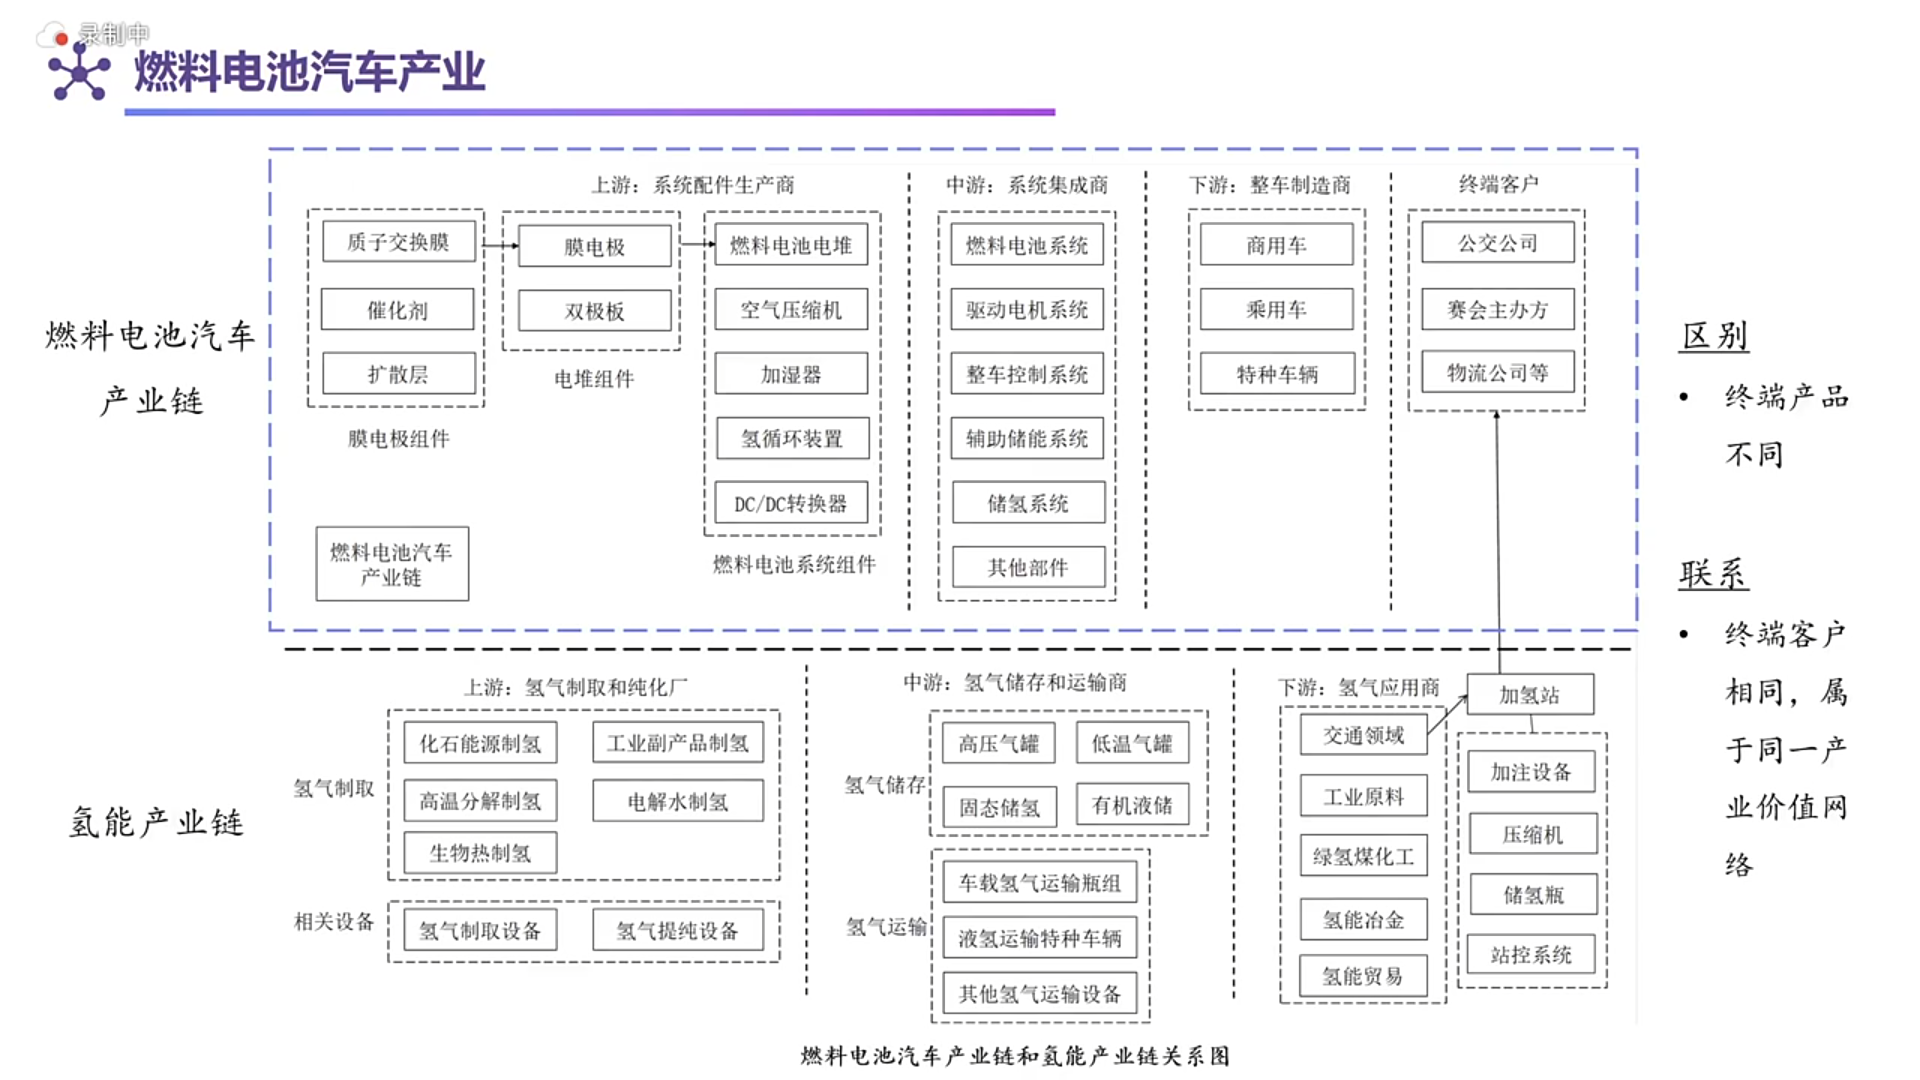 录制中
燃料电池汽车产业
上游：系统配件生产商
中游：系统集成商
下游：整车制造商
终端客户
质子交换膜
催化剂
扩散层
膜电极组件
膜电极
双极板
电堆组件
燃料电池电堆
空气压缩机
加湿器
氢循环装置
DC/DC转换器
燃料电池系统组件
燃料电池系统
驱动电机系统
整车控制系统
辅助储能系统
储氢系统
其他部件
商用车
乘用车
特种车辆
公交公司
赛会主办方
物流公司等
燃料电池汽车
产业链
燃料电池汽车
产业链
区别
• 终端产品
不同
联系
• 终端客户
相同，属
于同一产
业价值网
络
氢能产业链
上游：氢气制取和纯化厂
氢气制取
化石能源制氢
工业副产品制氢
高温分解制氢
电解水制氢
生物热制氢
相关设备
氢气制取设备
氢气提纯设备
中游：氢气储存和运输商
氢气储存
高压气罐
低温气罐
固态储氢
有机液储
氢气运输
车载氢气运输瓶组
液氢运输特种车辆
其他氢气运输设备
下游：氢气应用商
交通领域
工业原料
绿氢煤化工
氢能冶金
氢能贸易
加氢站
加注设备
压缩机
储氢瓶
站控系统
燃料电池汽车产业链和氢能产业链关系图